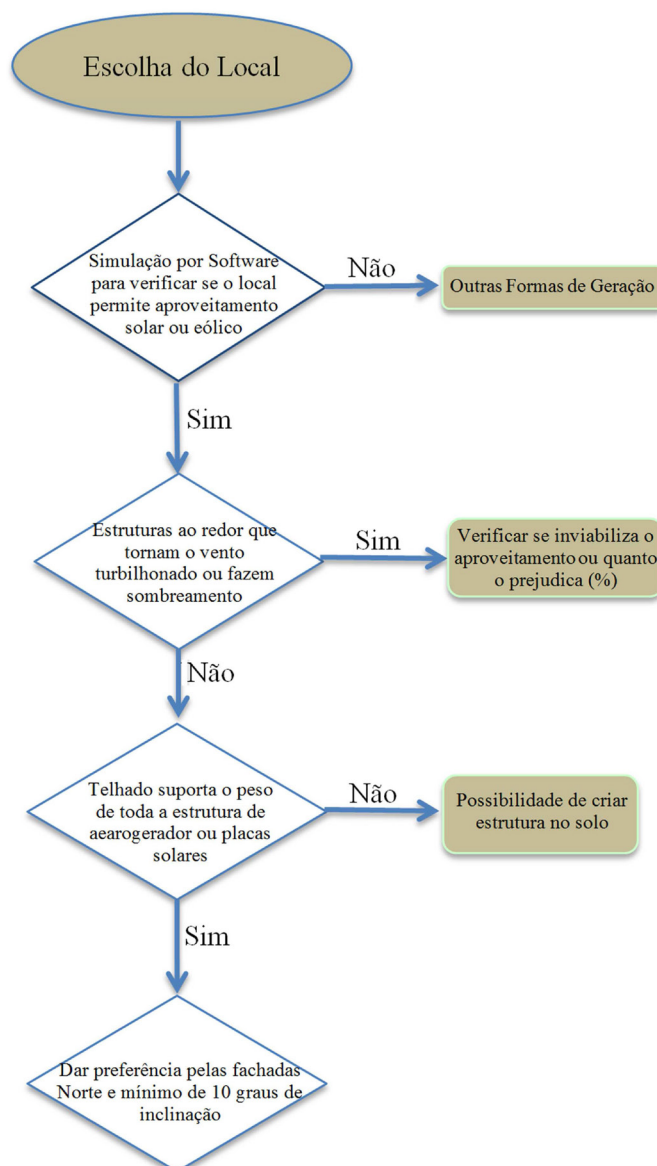 Escolha do Local
Simulação por Software
para verificar se o local
permite aproveitamento
solar ou eólico
Não
Outras Formas de Geração
Sim
Estruturas ao redor que
tornam o vento
turbilhonado ou fazem
sombreamento
Sim
Verificar se inviabiliza o
aproveitamento ou quanto
o prejudica (%)
Não
Telhado suporta o peso
de toda a estrutura de
aearogerador ou placas
solares
Não
Possibilidade de criar
estrutura no solo
Sim
Dar preferência pelas fachadas
Norte e mínimo de 10 graus de
inclinação